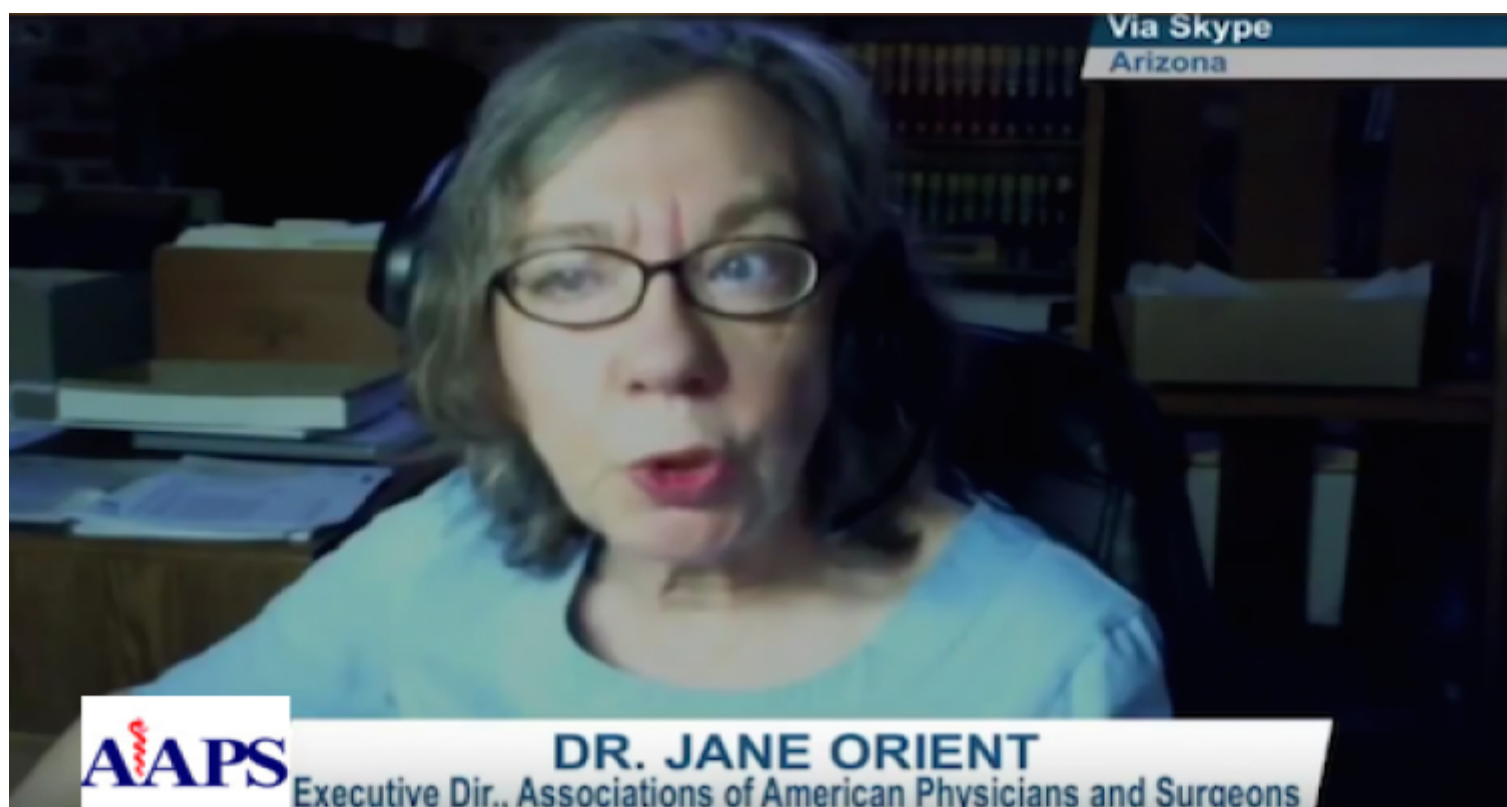 Via Skype
Arizona
AAPS
DR. JANE ORIENT
Executive Dir., Associations of American Physicians and Surgeons